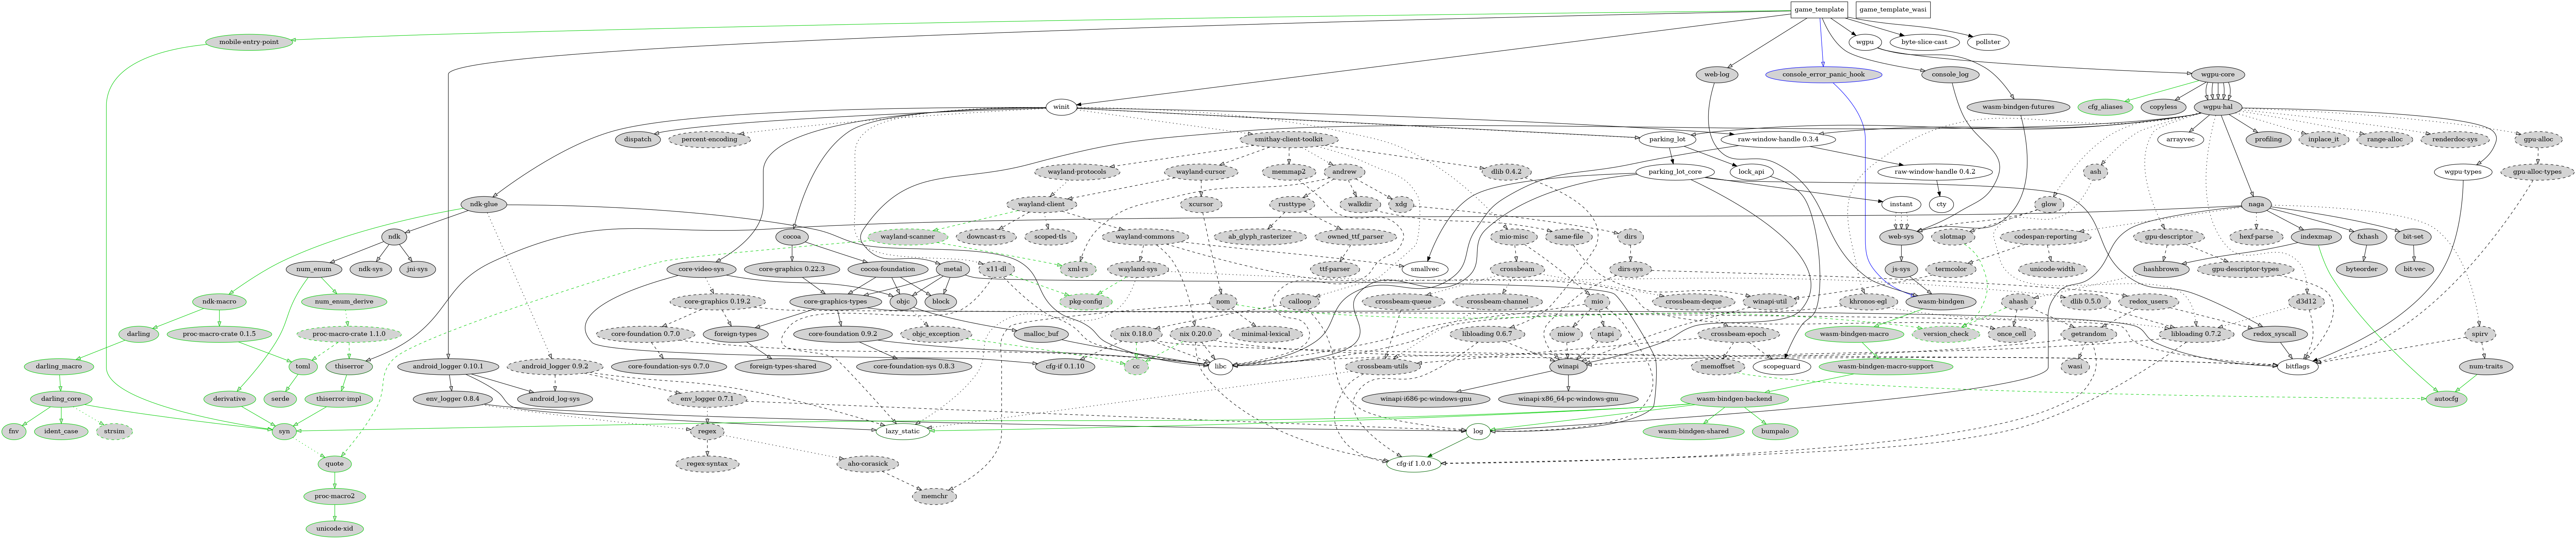 game_template
game_template_wasi
mobile-entry-point
wgpu
byte-slice-cast
pollster
web-log
console_error_panic_hook
console_log
wgpu-core
winit
wasm-bindgen-futures
cfg_aliases
copyless
wgpu-hal
dispatch
percent-encoding
smithay-client-toolkit
parking_lot
raw-window-handle 0.3.4
arrayvec
profiling
inplace_it
range-alloc
renderdoc-sys
gpu-alloc
wayland-protocols
wayland-cursor
memmap2
andrew
dlib 0.4.2
parking_lot_core
lock_api
raw-window-handle 0.4.2
ash
wgpu-types
gpu-alloc-types
ndk-glue
wayland-client
xcursor
rusttype
walkdir
xdg
instant
cty
glow
naga
ndk
cocoa
wayland-scanner
downcast-rs
scoped-tls
wayland-commons
ab_glyph_rasterizer
owned_ttf_parser
mio-misc
same-file
dirs
web-sys
slotmap
codespan-reporting
gpu-descriptor
hexf-parse
indexmap
fxhash
bit-set
num_enum
ndk-sys
jni-sys
core-video-sys
core-graphics 0.22.3
cocoa-foundation
metal
x11-dl
xml-rs
wayland-sys
ttf-parser
smallvec
crossbeam
dirs-sys
js-sys
termcolor
unicode-width
hashbrown
gpu-descriptor-types
byteorder
bit-vec
ndk-macro
num_enum_derive
core-graphics 0.19.2
core-graphics-types
objc
block
pkg-config
nom
calloop
crossbeam-queue
crossbeam-channel
mio
crossbeam-deque
winapi-util
khronos-egl
wasm-bindgen
ahash
dlib 0.5.0
redox_users
d3d12
darling
proc-macro-crate 0.1.5
proc-macro-crate 1.1.0
core-foundation 0.7.0
foreign-types
core-foundation 0.9.2
objc_exception
malloc_buf
nix 0.18.0
nix 0.20.0
minimal-lexical
libloading 0.6.7
miow
ntapi
crossbeam-epoch
wasm-bindgen-macro
version_check
once_cell
getrandom
libloading 0.7.2
redox_syscall
spirv
darling_macro
toml
thiserror
android_logger 0.10.1
android_logger 0.9.2
core-foundation-sys 0.7.0
foreign-types-shared
core-foundation-sys 0.8.3
cfg-if 0.1.10
cc
libc
crossbeam-utils
winapi
memoffset
scopeguard
wasm-bindgen-macro-support
wasi
bitflags
num-traits
darling_core
derivative
serde
thiserror-impl
env_logger 0.8.4
android_log-sys
env_logger 0.7.1
winapi-i686-pc-windows-gnu
winapi-x86_64-pc-windows-gnu
wasm-bindgen-backend
autocfg
fnv
ident_case
strsim
syn
regex
lazy_static
log
wasm-bindgen-shared
bumpalo
quote
regex-syntax
aho-corasick
cfg-if 1.0.0
proc-macro2
memchr
unicode-xid